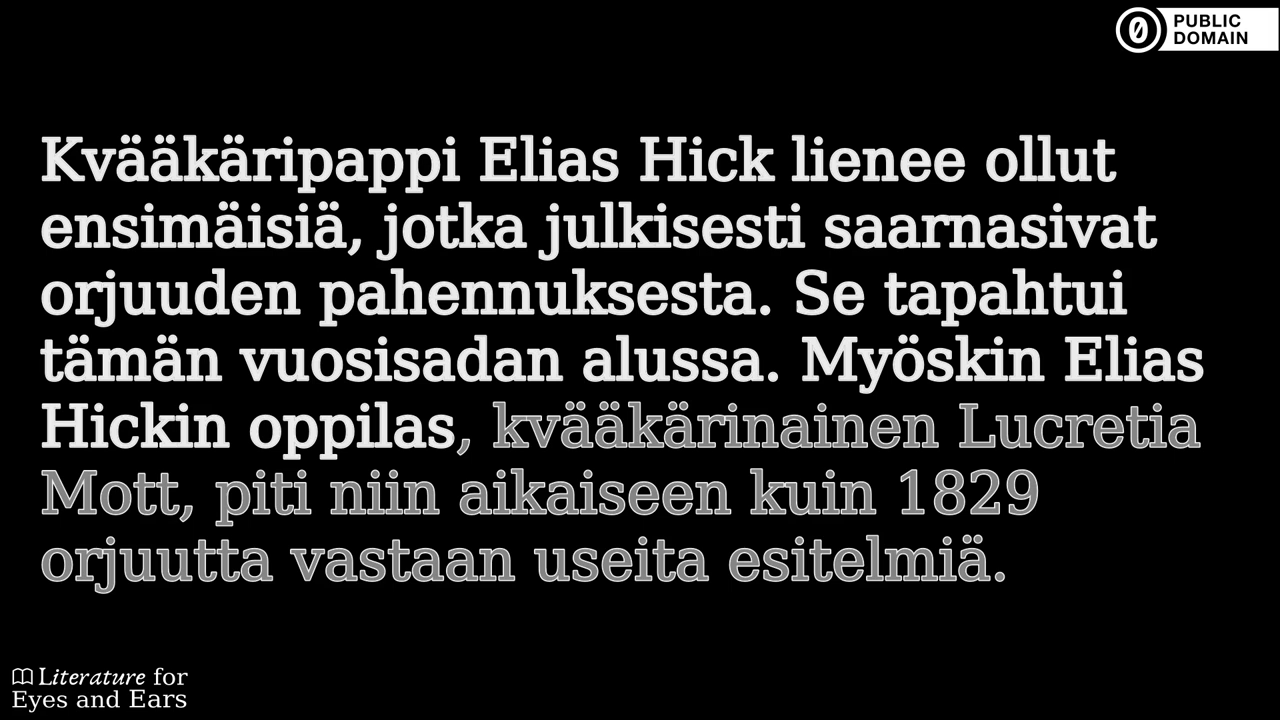 PUBLIC
DOMAIN
Kvääkäripappi Elias Hick lienee ollut
ensimäisiä, jotka julkisesti saarnasivat
orjuuden pahennuksesta. Se tapahtui
tämän vuosisadan alussa. Myöskin Elias
Hickin oppilas, kvääkärinainen Lucretia
Mott, piti niin aikaiseen kuin 1829
orjuutta vastaan useita esitelmiä.
Literature for
Eyes and Ears